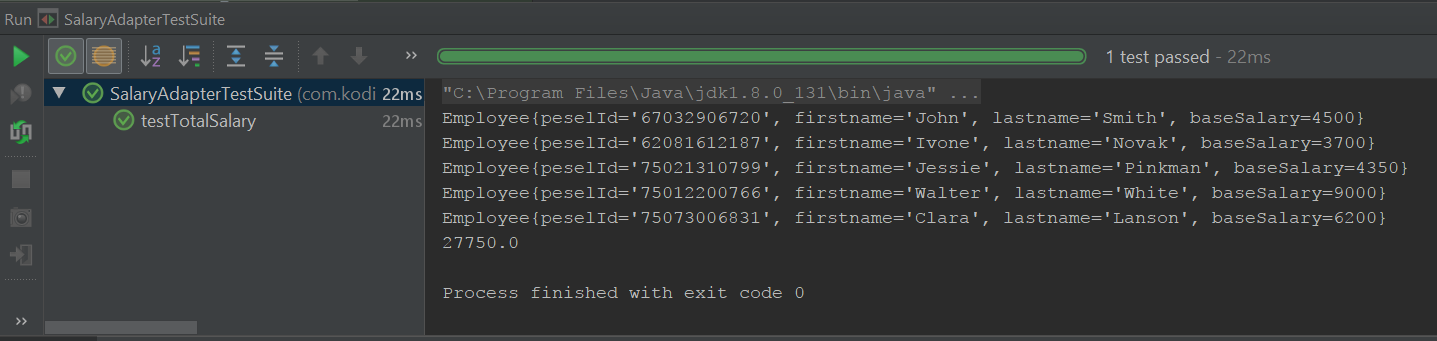 Run SalaryAdapterTestSuite
1 test passed - 22ms
SalaryAdapterTestSuite (com.kodi 22ms
testTotalSalary 22ms
"C:\Program Files\Java\jdk1.8.0_131\bin\java" ...
Employee{peselId='67032906720', firstname='John', lastname='Smith', baseSalary=4500}
Employee{peselId='62081612187', firstname='Ivone', lastname='Novak', baseSalary=3700}
Employee{peselId='75021310799', firstname='Jessie', lastname='Pinkman', baseSalary=4350}
Employee{peselId='75012200766', firstname='Walter', lastname='White', baseSalary=9000}
Employee{peselId='75073006831', firstname='Clara', lastname='Lanson', baseSalary=6200}
27750.0
Process finished with exit code 0